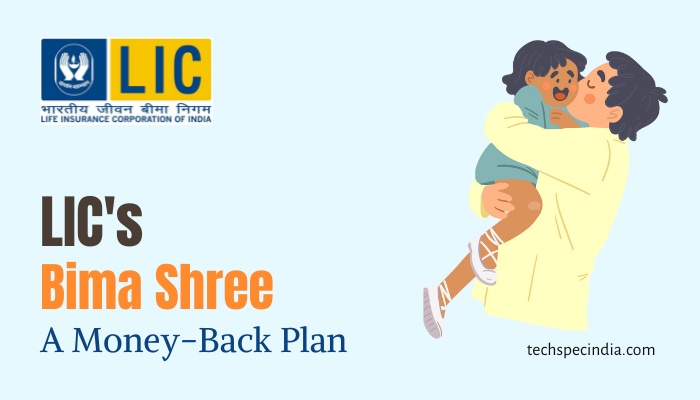 LIC
भारतीय जीवन बीमा निगम
LIFE INSURANCE CORPORATION OF INDIA
LIC's
Bima Shree
A Money-Back Plan
techspecindia.com